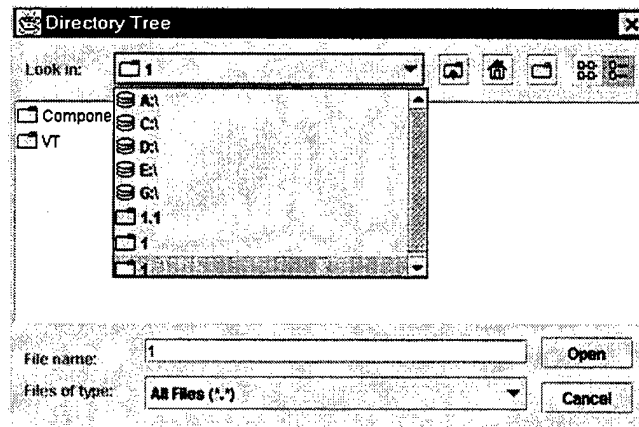 Directory Tree
Look in: 1
A:\
Compone
C:\
VT
D:\
E:\
G:\
1.1
1
1
File name: 1 Open
Files of type: All Files (*.*) Cancel